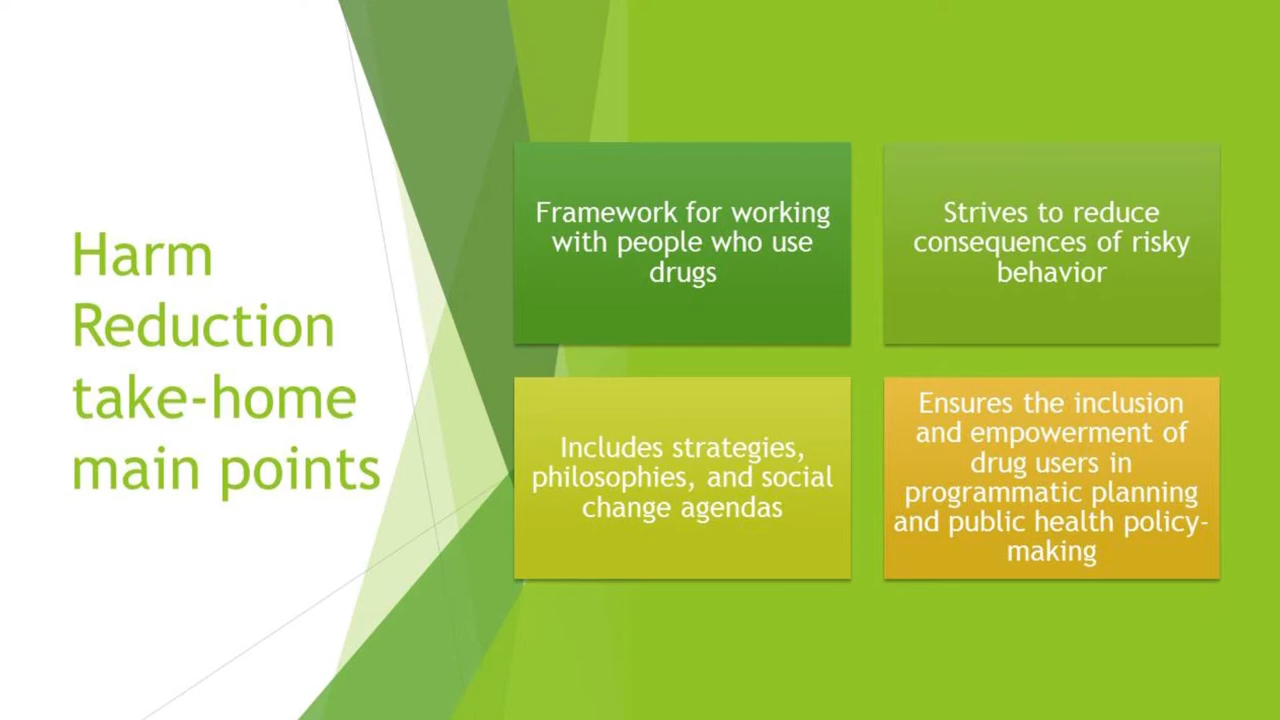 Harm
Reduction
take-home
main points
Framework for working
with people who use
drugs
Strives to reduce
consequences of risky
behavior
Includes strategies,
philosophies, and social
change agendas
Ensures the inclusion
and empowerment of
drug users in
programmatic planning
and public health policy-
making